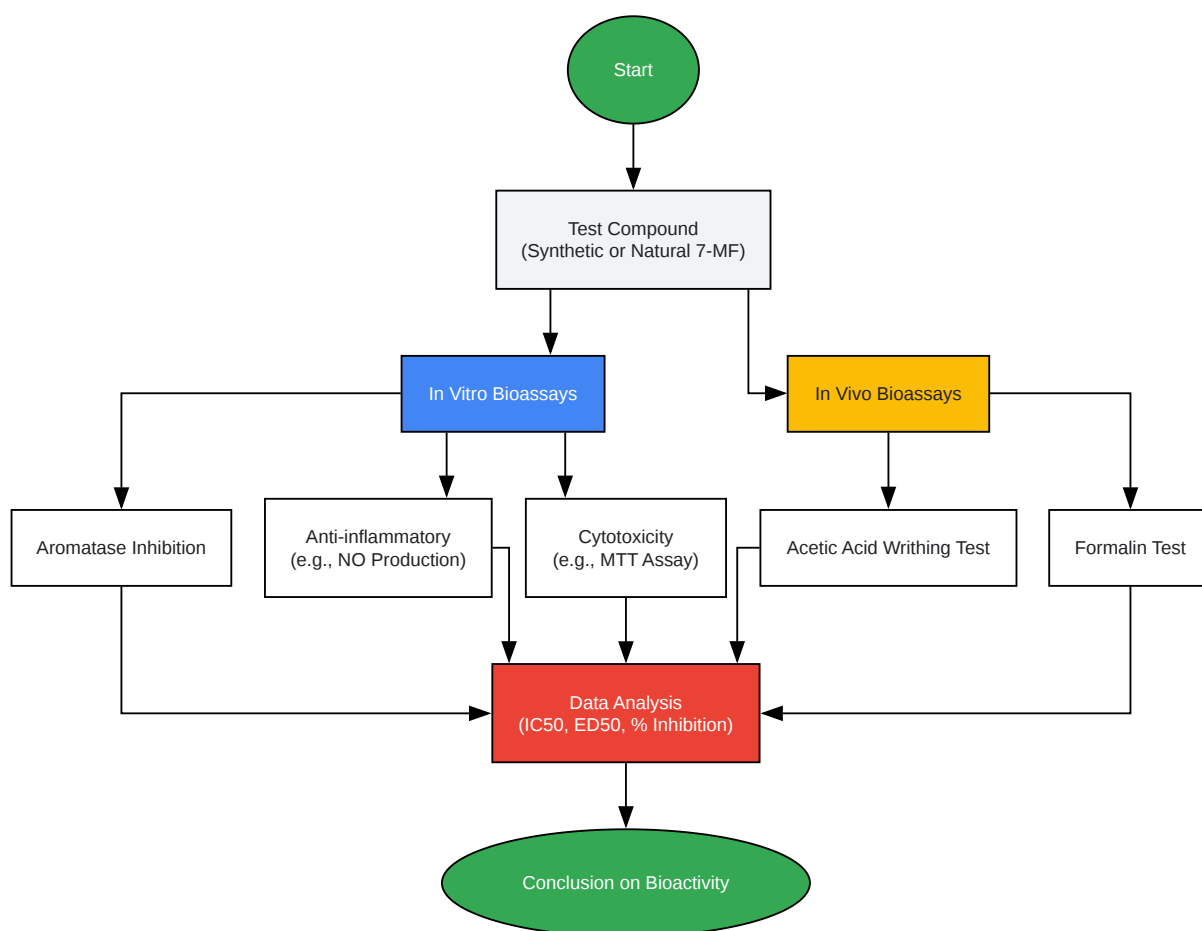 Start
Test Compound
(Synthetic or Natural 7-MF)
In Vitro Bioassays
In Vivo Bioassays
Aromatase Inhibition
Anti-inflammatory
(e.g., NO Production)
Cytotoxicity
(e.g., MTT Assay)
Acetic Acid Writhing Test
Formalin Test
Data Analysis
(IC50, ED50, % Inhibition)
Conclusion on Bioactivity